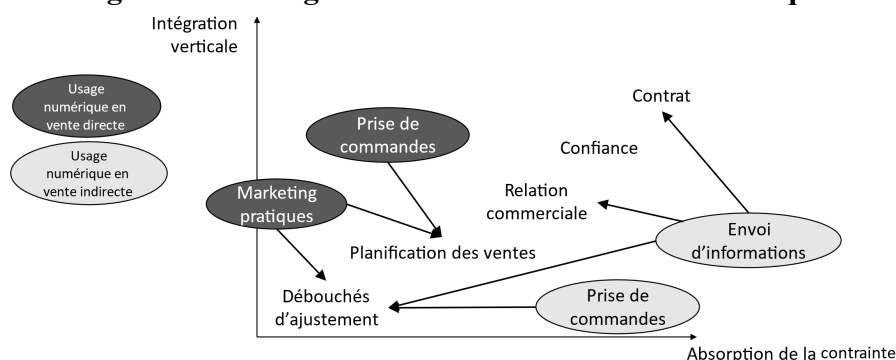 Intégration
verticale
Usage
numérique en
vente directe
Usage
numérique en
vente indirecte
Prise de
commandes
Contrat
Confiance
Marketing
pratiques
Relation
commerciale
Envoi
d'informations
Planification des ventes
Débouchés
d'ajustement
Prise de
commandes
Absorption de la contrainte